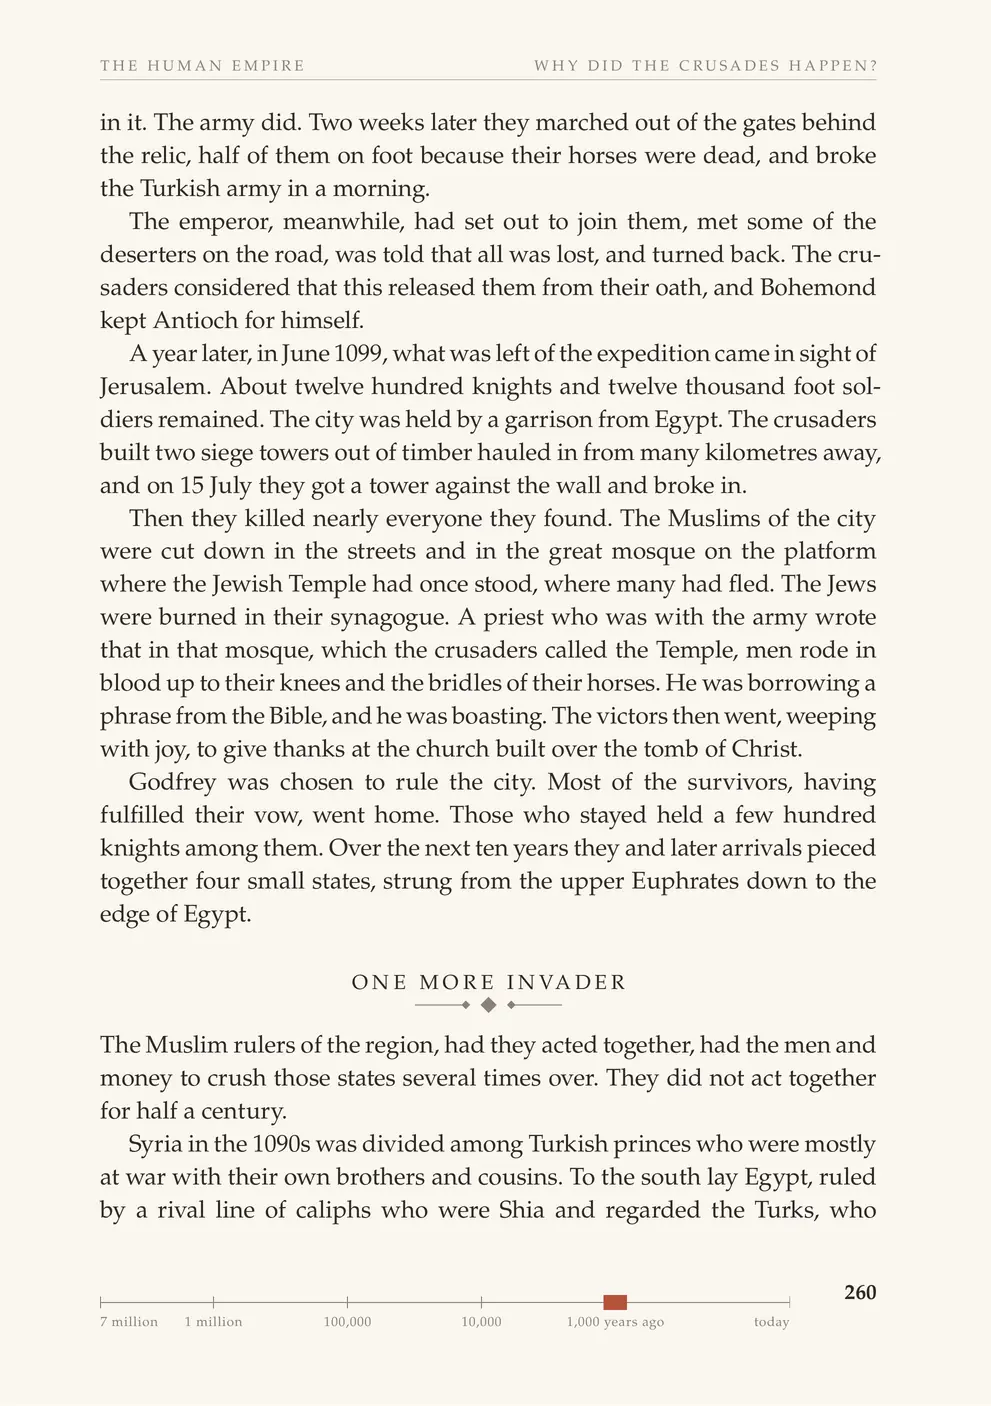 THE HUMAN EMPIRE
WHY DID THE CRUSADES HAPPEN?
in it. The army did. Two weeks later they marched out of the gates behind
the relic, half of them on foot because their horses were dead, and broke
the Turkish army in a morning.
The emperor, meanwhile, had set out to join them, met some of the
deserters on the road, was told that all was lost, and turned back. The cru-
saders considered that this released them from their oath, and Bohemond
kept Antioch for himself.
A year later, in June 1099, what was left of the expedition came in sight of
Jerusalem. About twelve hundred knights and twelve thousand foot sol-
diers remained. The city was held by a garrison from Egypt. The crusaders
built two siege towers out of timber hauled in from many kilometres away,
and on 15 July they got a tower against the wall and broke in.
Then they killed nearly everyone they found. The Muslims of the city
were cut down in the streets and in the great mosque on the platform
where the Jewish Temple had once stood, where many had fled. The Jews
were burned in their synagogue. A priest who was with the army wrote
that in that mosque, which the crusaders called the Temple, men rode in
blood up to their knees and the bridles of their horses. He was borrowing a
phrase from the Bible, and he was boasting. The victors then went, weeping
with joy, to give thanks at the church built over the tomb of Christ.
Godfrey was chosen to rule the city. Most of the survivors, having
fulfilled their vow, went home. Those who stayed held a few hundred
knights among them. Over the next ten years they and later arrivals pieced
together four small states, strung from the upper Euphrates down to the
edge of Egypt.
ONE MORE INVADER
The Muslim rulers of the region, had they acted together, had the men and
money to crush those states several times over. They did not act together
for half a century.
Syria in the 1090s was divided among Turkish princes who were mostly
at war with their own brothers and cousins. To the south lay Egypt, ruled
by a rival line of caliphs who were Shia and regarded the Turks, who
260
7 million 1 million 100,000 10,000 1,000 years ago today